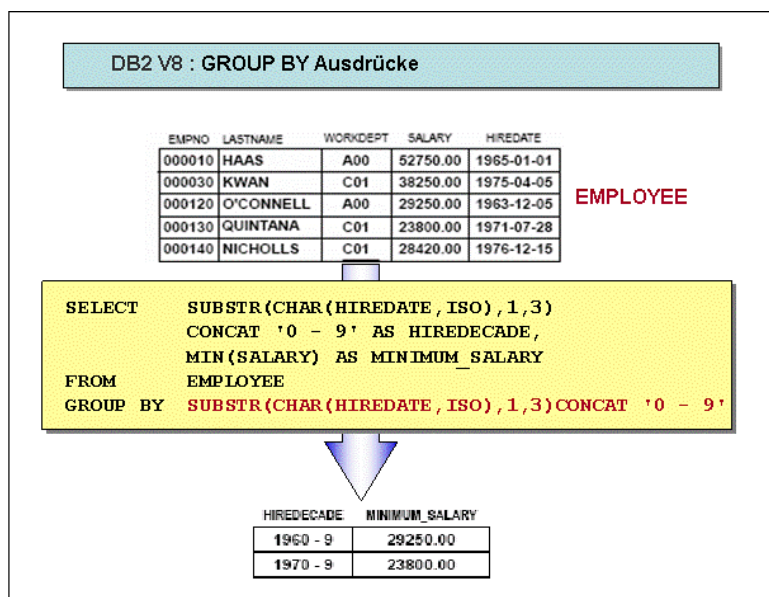 DB2 V8 : GROUP BY Ausdrücke
EMPNO LASTNAME WORKDEPT SALARY HIREDATE
000010 HAAS A00 52750.00 1965-01-01
000030 KWAN C01 38250.00 1975-04-05
000120 O'CONNELL A00 29250.00 1963-12-05
000130 QUINTANA C01 23800.00 1971-07-28
000140 NICHOLLS C01 28420.00 1976-12-15
EMPLOYEE
SELECT SUBSTR(CHAR(HIREDATE,ISO),1,3)
CONCAT '0 - 9' AS HIREDECADE,
MIN(SALARY) AS MINIMUM_SALARY
FROM EMPLOYEE
GROUP BY SUBSTR(CHAR(HIREDATE,ISO),1,3)CONCAT '0 - 9'
HIREDECADE MINIMUM_SALARY
1960 - 9 29250.00
1970 - 9 23800.00